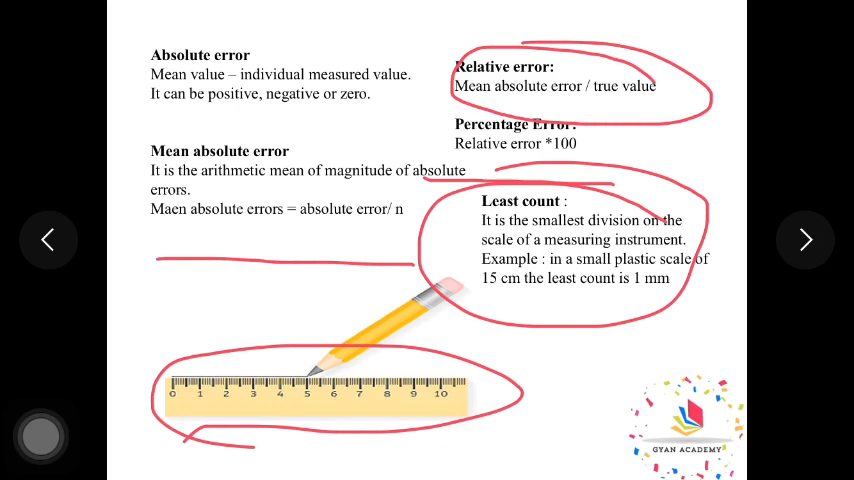 Absolute error
Mean value – individual measured value.
It can be positive, negative or zero.
Mean absolute error
It is the arithmetic mean of magnitude of absolute
errors.
Maen absolute errors = absolute error/ n
Relative error:
Mean absolute error / true value
Percentage Error:
Relative error *100
Least count :
It is the smallest division on the
scale of a measuring instrument.
Example : in a small plastic scale of
15 cm the least count is 1 mm
0 1 2 3 4 5 6 7 8 9 10
GYAN ACADEMY